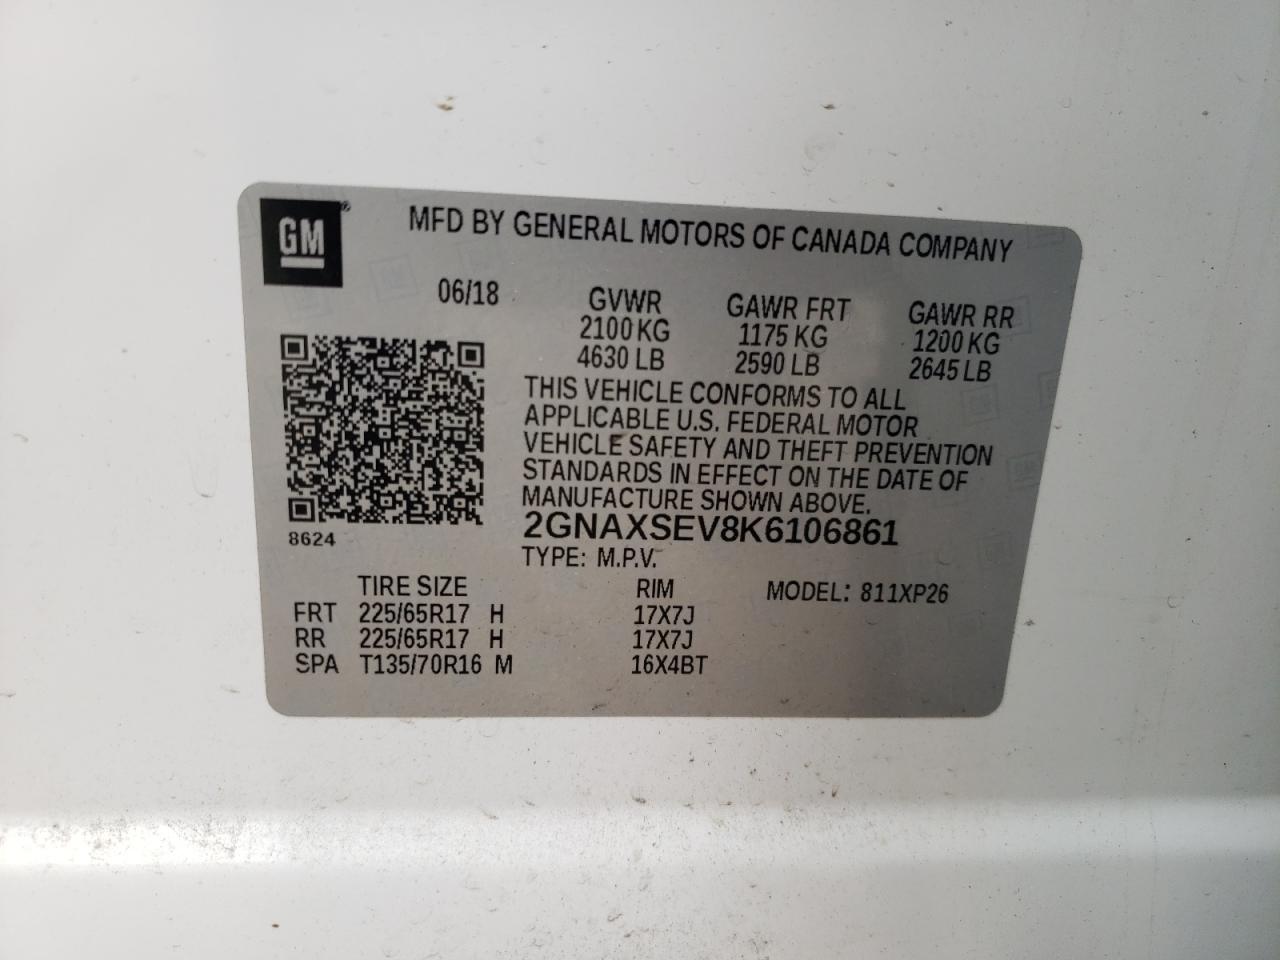 GM®
MFD BY GENERAL MOTORS OF CANADA COMPANY
06/18
GVWR GAWR FRT GAWR RR
2100 KG 1175 KG 1200 KG
4630 LB 2590 LB 2645 LB
THIS VEHICLE CONFORMS TO ALL
APPLICABLE U.S. FEDERAL MOTOR
VEHICLE SAFETY AND THEFT PREVENTION
STANDARDS IN EFFECT ON THE DATE OF
MANUFACTURE SHOWN ABOVE.
2GNAXSEV8K6106861
8624
TYPE: M.P.V.
TIRE SIZE RIM MODEL: 811XP26
FRT 225/65R17 H 17X7J
RR 225/65R17 H 17X7J
SPA T135/70R16 M 16X4BT